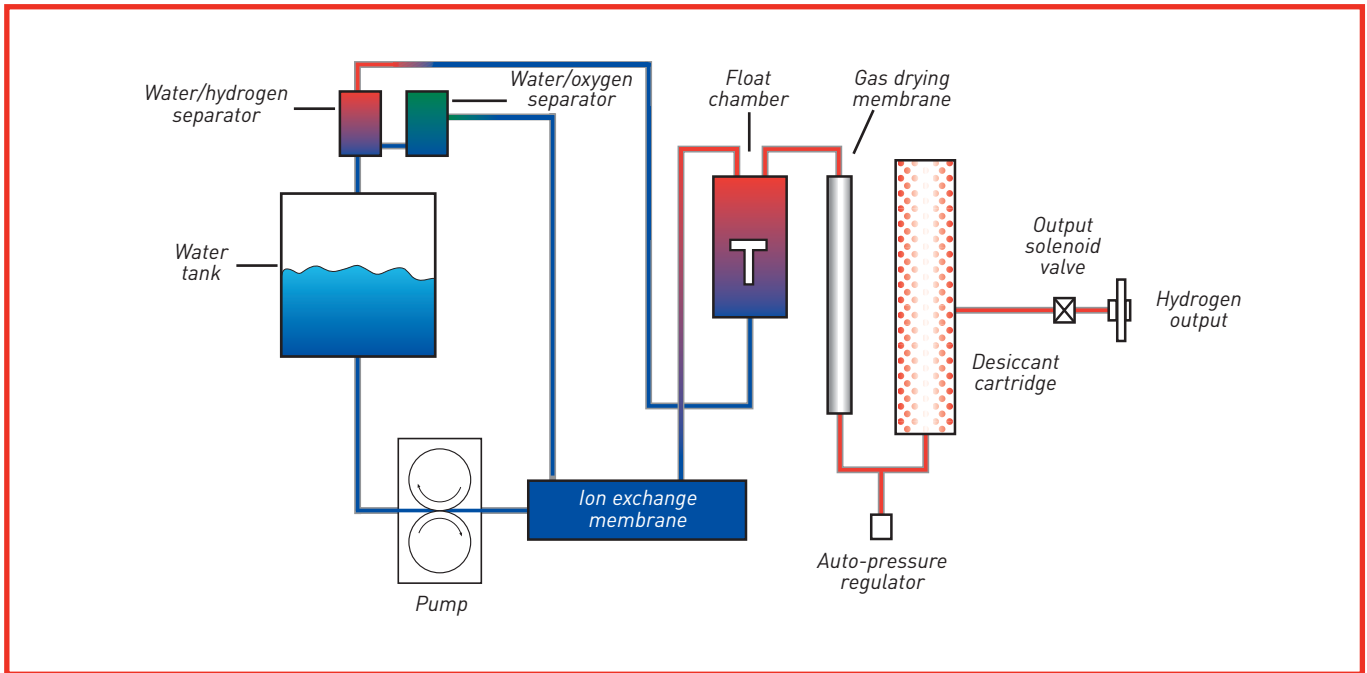 Water/hydrogen
separator
Water/oxygen
separator
Float
chamber
Gas drying
membrane
Water
tank
Output
solenoid
valve
Hydrogen
output
Desiccant
cartridge
Ion exchange
membrane
Auto-pressure
regulator
Pump